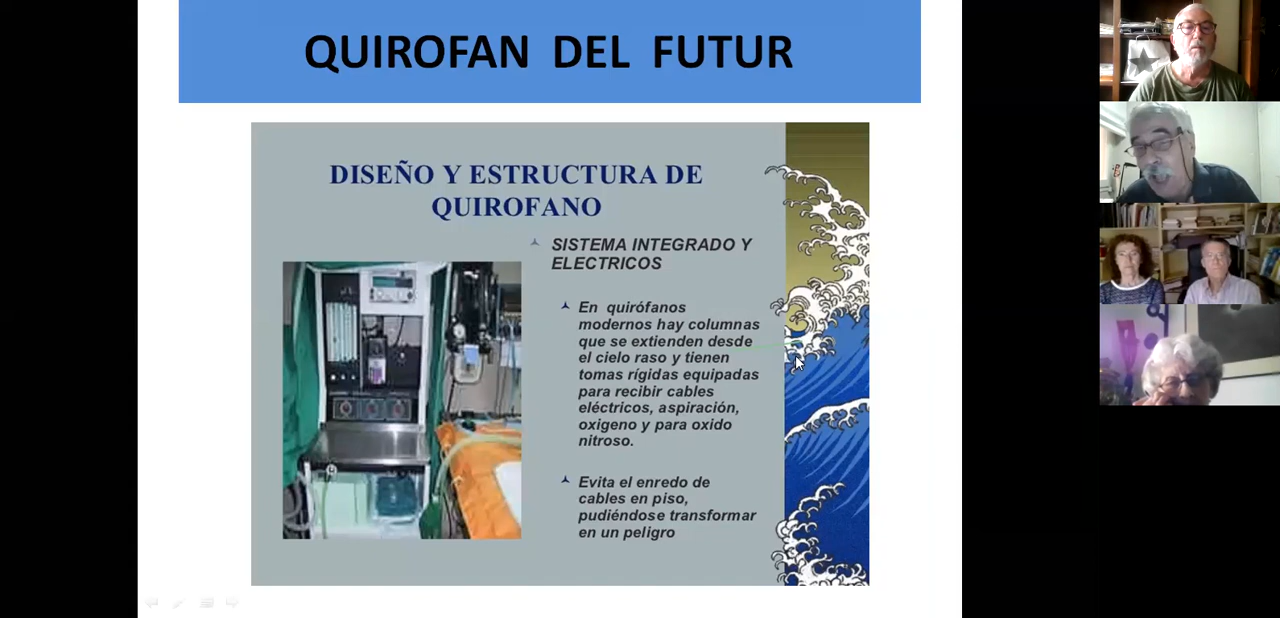 QUIROFAN DEL FUTUR
DISEÑO Y ESTRUCTURA DE
QUIROFANO
SISTEMA INTEGRADO Y
ELECTRICOS
En quirófanos
modernos hay columnas
que se extienden desde
el cielo raso y tienen
tomas rígidas equipadas
para recibir cables
eléctricos, aspiración,
oxigeno y para oxido
nitroso.
Evita el enredo de
cables en piso,
pudiéndose transformar
en un peligro